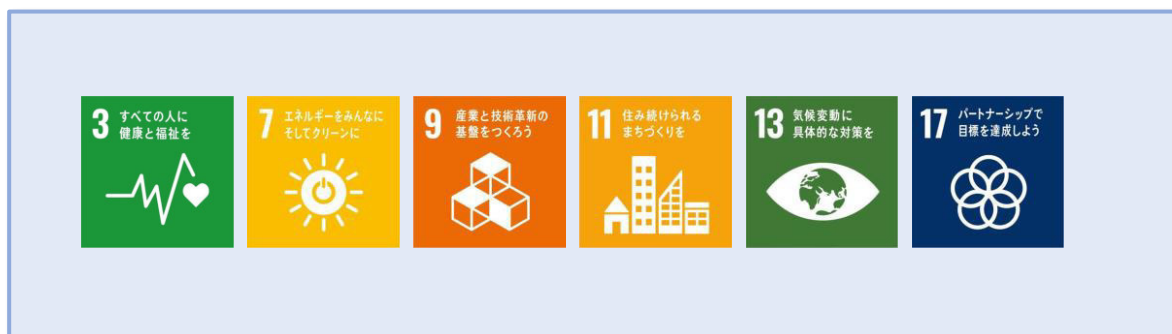 3 すべての人に
健康と福祉を
7 エネルギーをみんなに
そしてクリーンに
9 産業と技術革新の
基盤をつくろう
11 住み続けられる
まちづくりを
13 気候変動に
具体的な対策を
17 パートナーシップで
目標を達成しよう